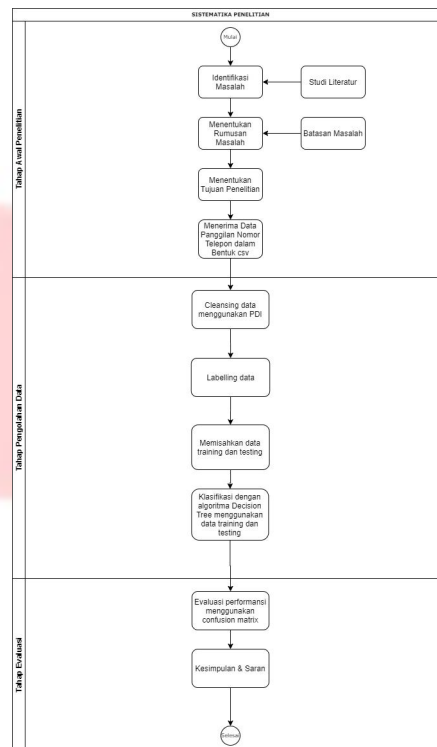 SISTEMATIKA PENELITIAN
Tahap Awal Penelitian
Mulai
Identifikasi
Masalah
Studi Literatur
Menentukan
Rumusan
Masalah
Batasan Masalah
Menentukan
Tujuan Penelitian
Menerima Data
Panggilan Nomor
Telepon dalam
Bentuk csv
Tahap Pengolahan Data
Cleansing data
menggunakan PDI
Labelling data
Memisahkan data
training dan testing
Klasifikasi dengan
algoritma Decision
Tree menggunakan
data training dan
testing
Tahap Evaluasi
Evaluasi performansi
menggunakan
confusion matrix
Kesimpulan & Saran
Selesai